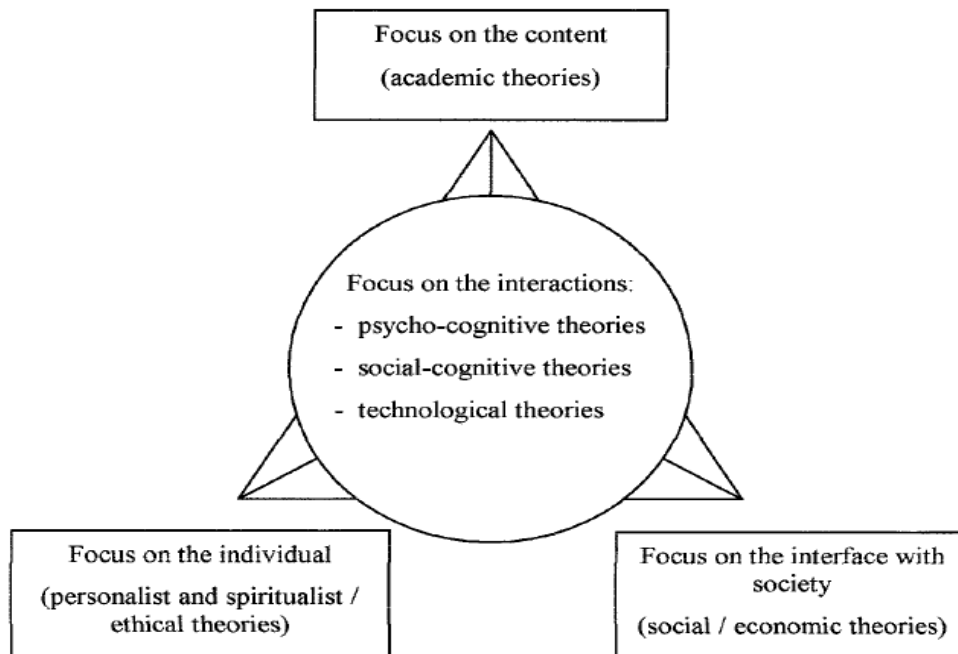 Focus on the content
(academic theories)
Focus on the interactions:
- psycho-cognitive theories
- social-cognitive theories
- technological theories
Focus on the individual
(personalist and spiritualist /
ethical theories)
Focus on the interface with
society
(social / economic theories)